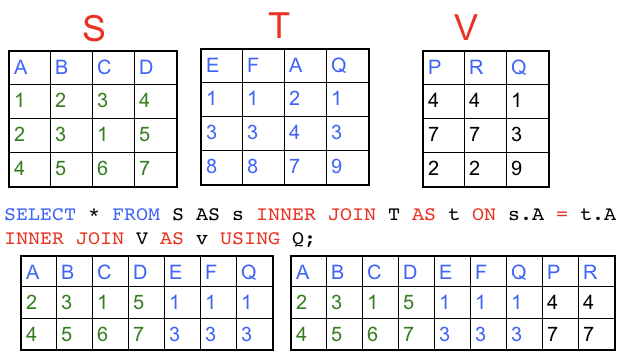 S T V
A B C D E F A Q P R Q
1 2 3 4 1 1 2 1 4 4 1
2 3 1 5 3 3 4 3 7 7 3
4 5 6 7 8 8 7 9 2 2 9
SELECT * FROM S AS s INNER JOIN T AS t ON s.A = t.A
INNER JOIN V AS v USING Q;
A B C D E F Q A B C D E F Q P R
2 3 1 5 1 1 1 2 3 1 5 1 1 1 4 4
4 5 6 7 3 3 3 4 5 6 7 3 3 3 7 7